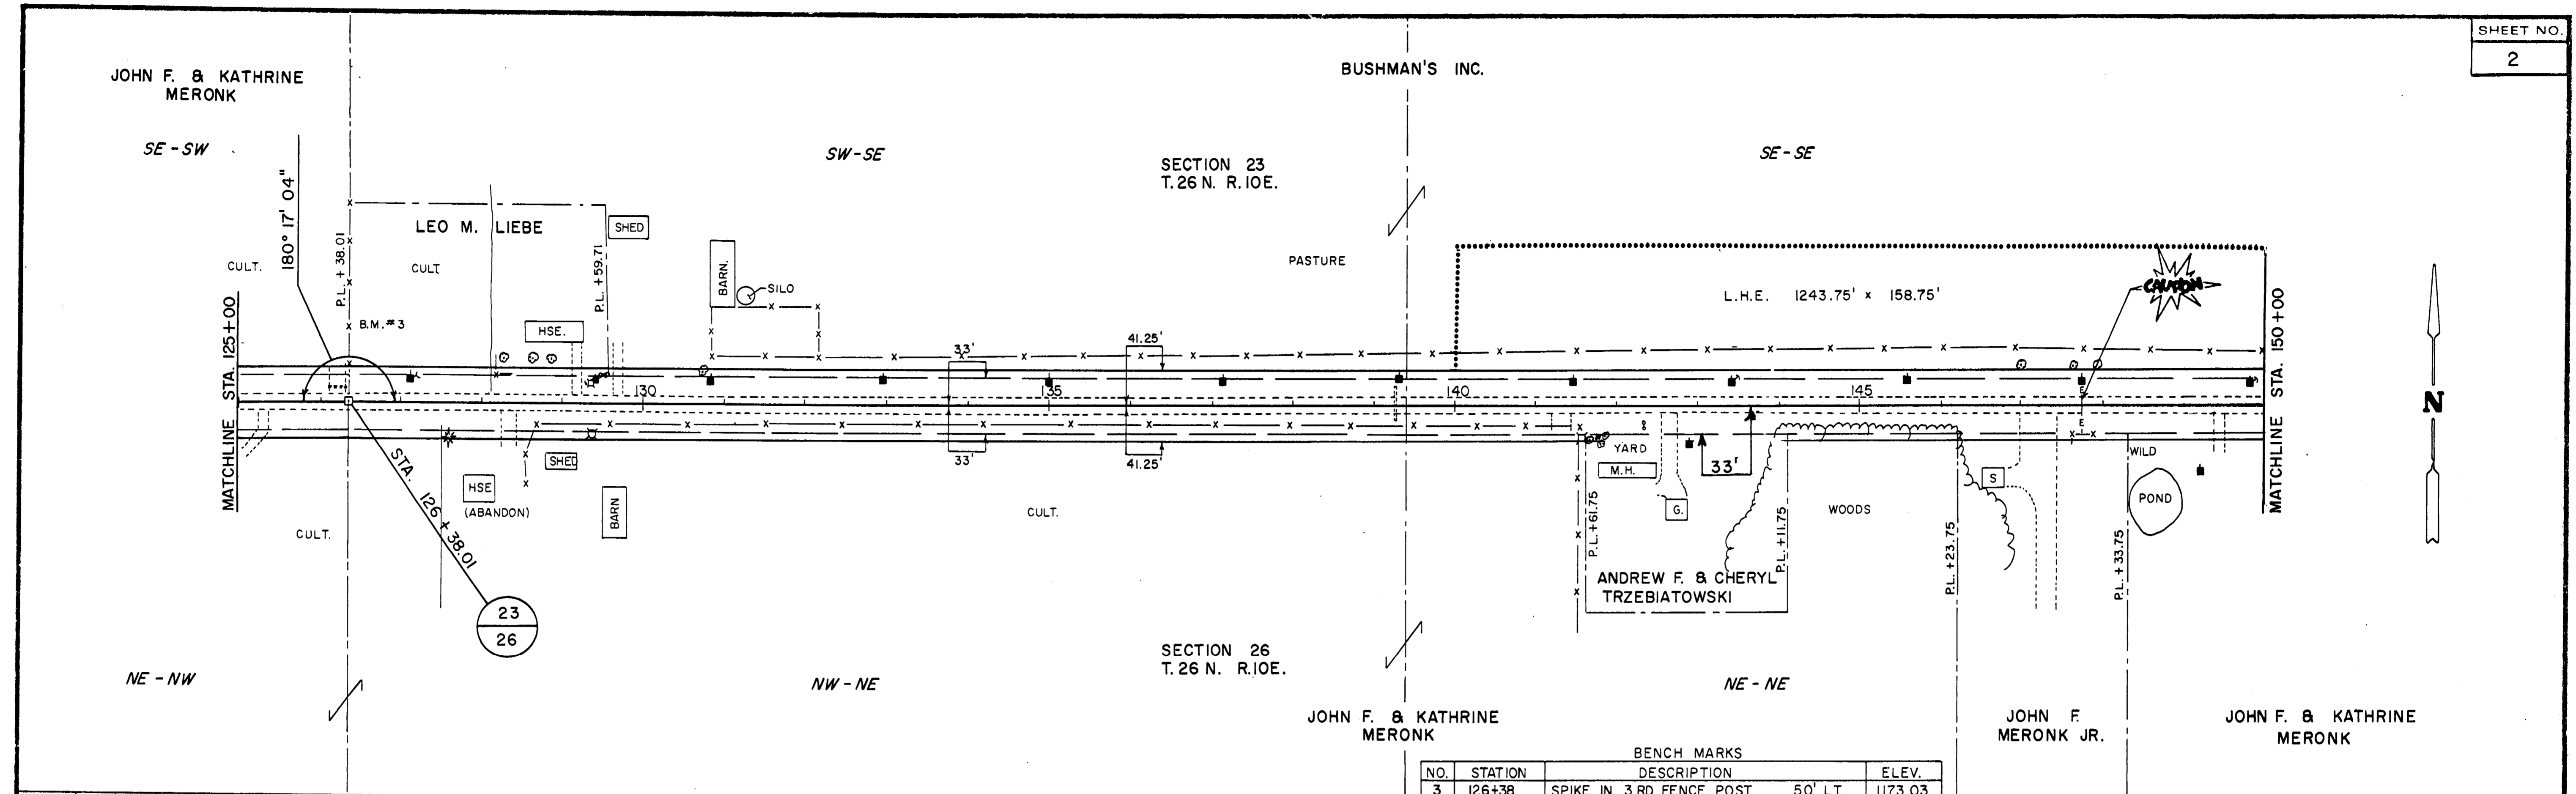 SHEET NO.
2
JOHN F. & KATHRINE
MERONK
BUSHMAN'S INC.
SE-SW
SW-SE
SECTION 23
T.26 N. R.10E.
SE-SE
180° 17' 04"
P.L. + 38.01
LEO M. LIEBE
P.L. +59.71
SHED
CULT.
CULT
BARN.
SILO
PASTURE
L.H.E. 1243.75' x 158.75'
CAUTION
MATCHLINE STA. 125+00
B.M. #3
HSE.
33'
41.25'
MATCHLINE STA. 150+00
130
135
140
145
E
E
N
33'
41.25'
SHED
HSE
(ABANDON)
BARN
CULT.
STA. 126+38.01
CULT.
YARD
M.H.
G.
33'
P.L. +61.75
P.L. +11.75
WOODS
P.L. +23.75
S
WILD
POND
P.L. +33.75
ANDREW F. & CHERYL
TRZEBIATOWSKI
23
26
SECTION 26
T.26 N. R.10E.
NE-NW
NW-NE
NE-NE
JOHN F. & KATHRINE
MERONK
JOHN F.
MERONK JR.
JOHN F. & KATHRINE
MERONK
BENCH MARKS
NO. STATION DESCRIPTION ELEV.
3 126+38 SPIKE IN 3 RD FENCE POST 50' LT 1173.03